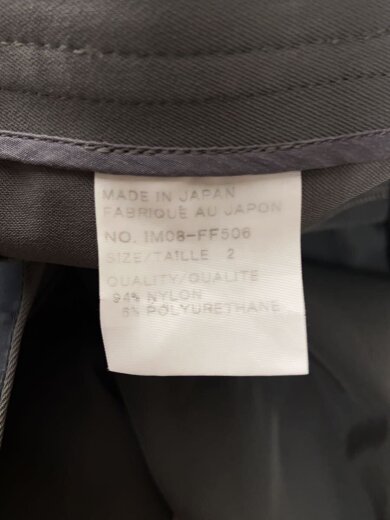 MADE IN JAPAN
FABRIQUE AU JAPON
NO. IM08-FF506
SIZE/TAILLE 2
QUALITY/QUALITE
94% NYLON
6% POLYURETHANE